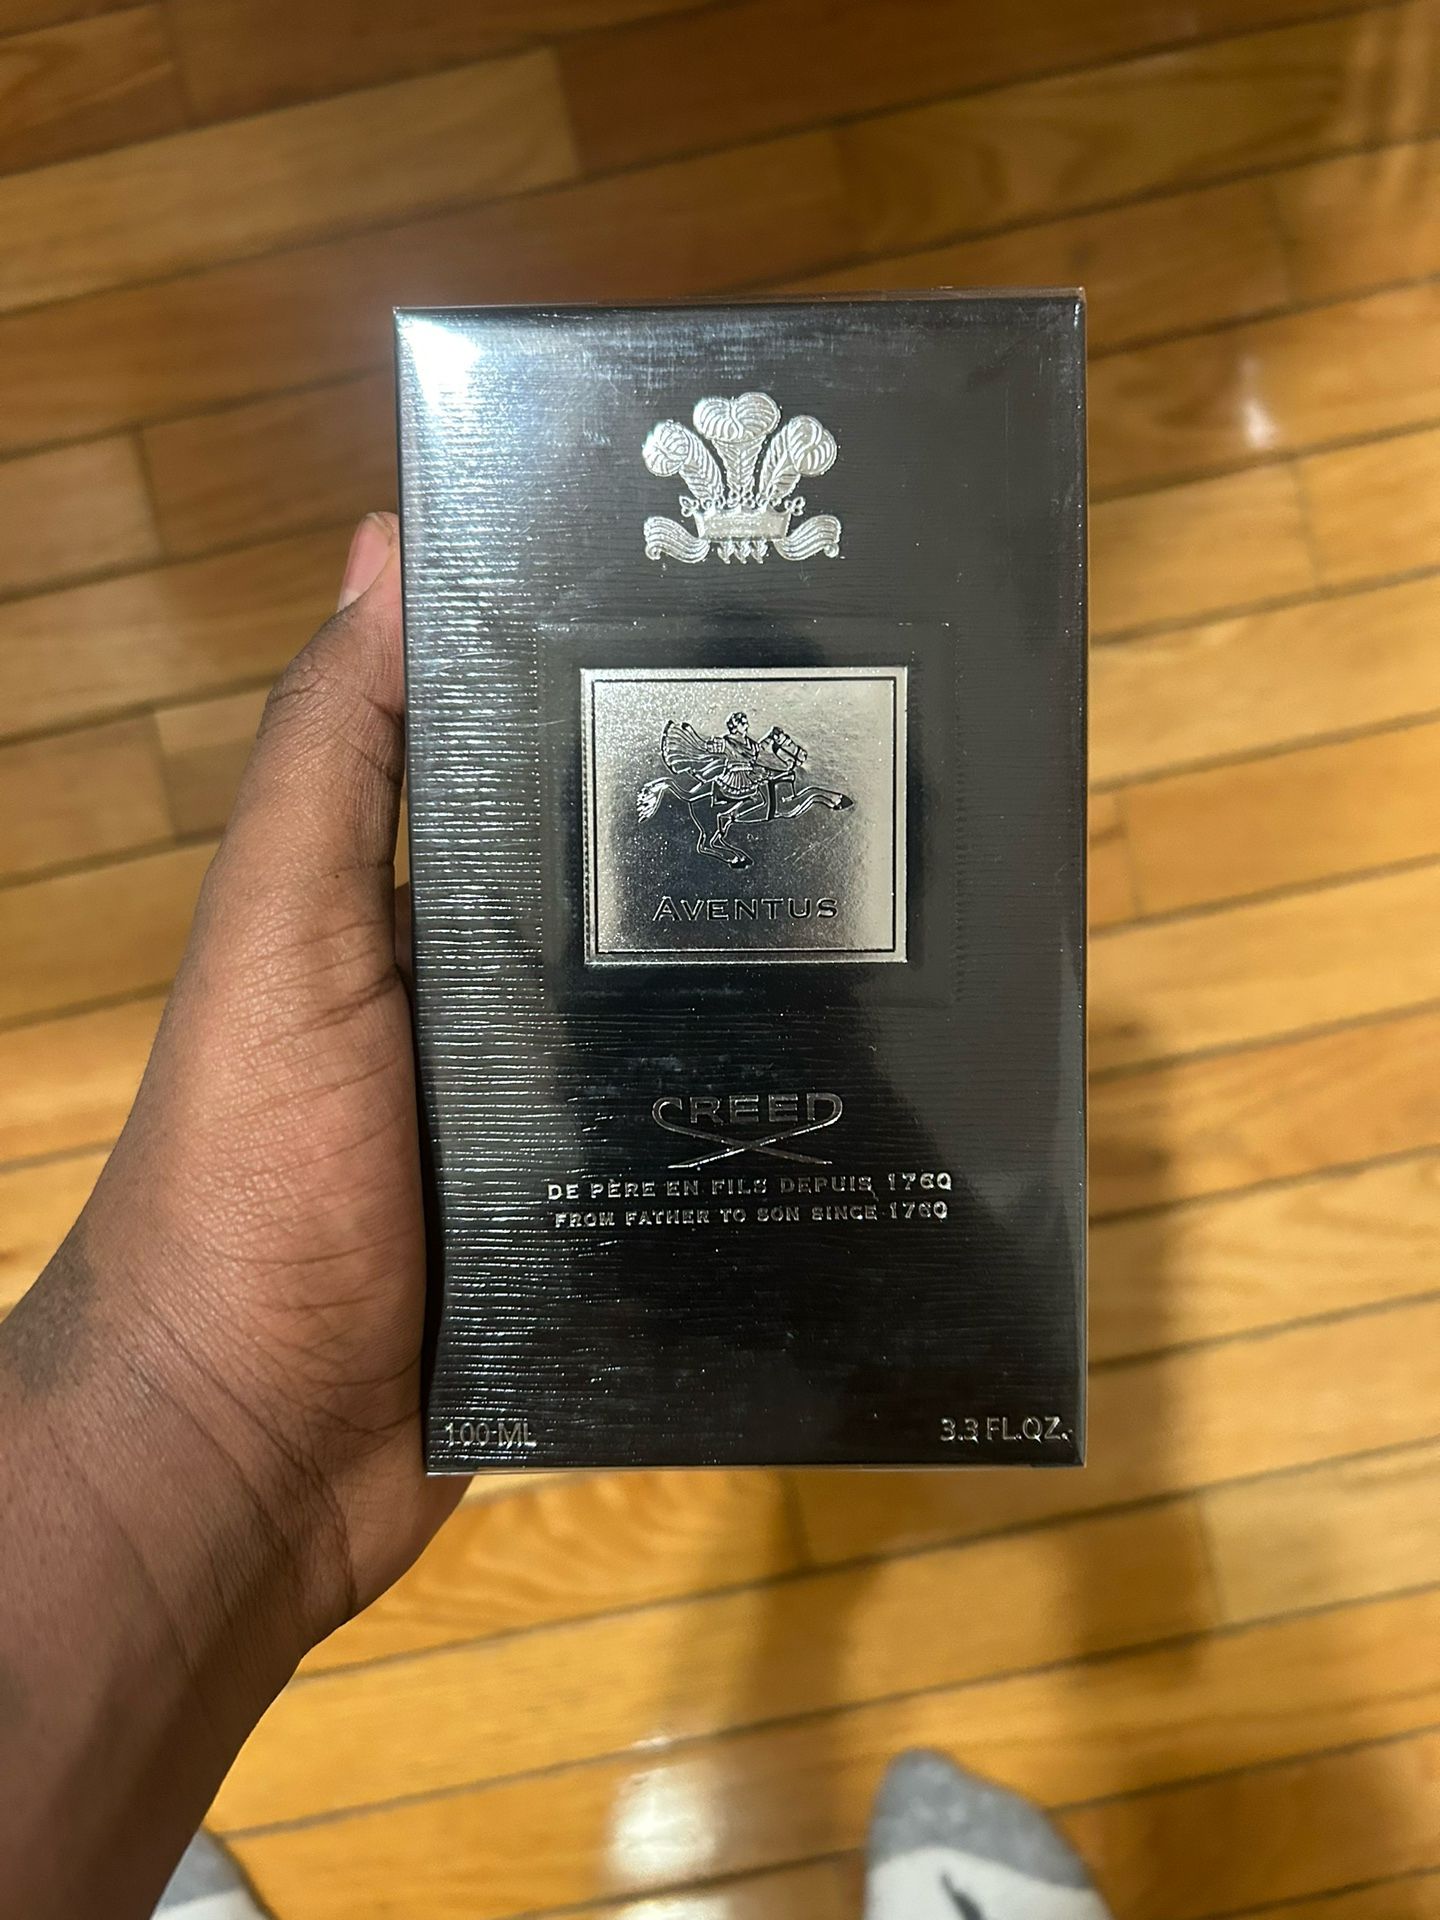 AVENTUS
CREED
DE PÈRE EN FILS DEPUIS 1760
FROM FATHER TO SON SINCE 1760
100 ML
3.3 FL.OZ.